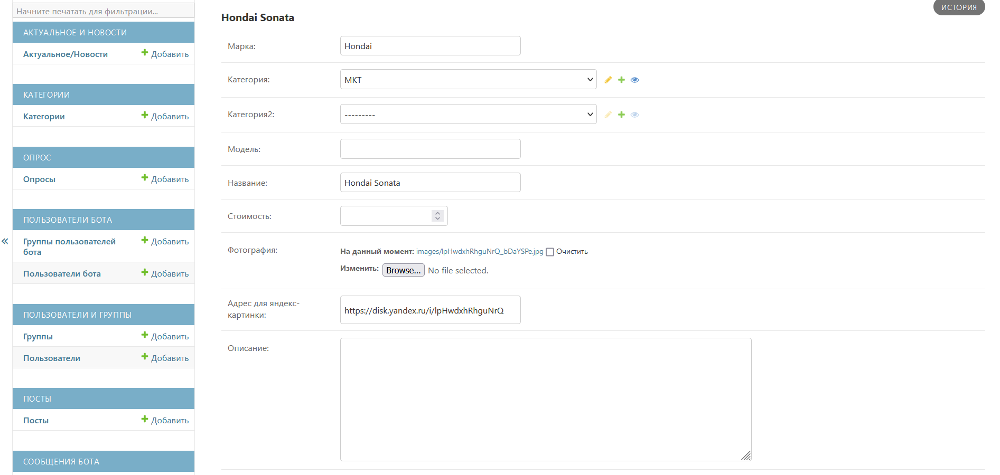 Начните печатать для фильтрации...
АКТУАЛЬНОЕ И НОВОСТИ
Актуальное/Новости Добавить
КАТЕГОРИИ
Категории Добавить
ОПРОС
Опросы Добавить
ПОЛЬЗОВАТЕЛИ БОТА
Группы пользователей бота Добавить
Пользователи бота Добавить
ПОЛЬЗОВАТЕЛИ И ГРУППЫ
Группы Добавить
Пользователи Добавить
ПОСТЫ
Посты Добавить
СООБЩЕНИЯ БОТА
«
ИСТОРИЯ
Hondai Sonata
Марка: Hondai
Категория: МКТ
Категория2: ---------
Модель:
Название: Hondai Sonata
Стоимость:
Фотография: На данный момент: images/lpHwdxhRhguNrQ_bDaYSPe.jpg Очистить
Изменить: Browse... No file selected.
Адрес для яндекс-
картинки: https://disk.yandex.ru/i/lpHwdxhRhguNrQ
Описание: